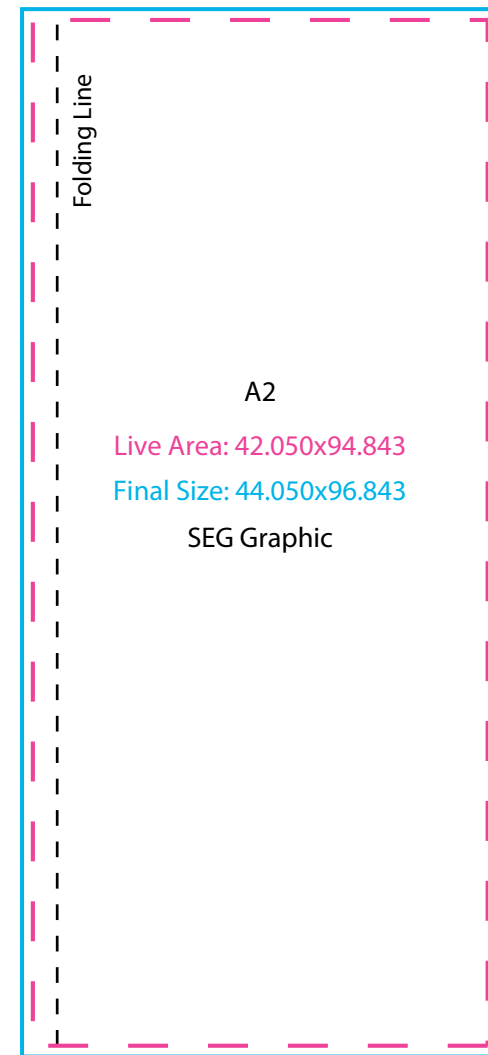 Folding Line
A2
Live Area: 42.050x94.843
Final Size: 44.050x96.843
SEG Graphic